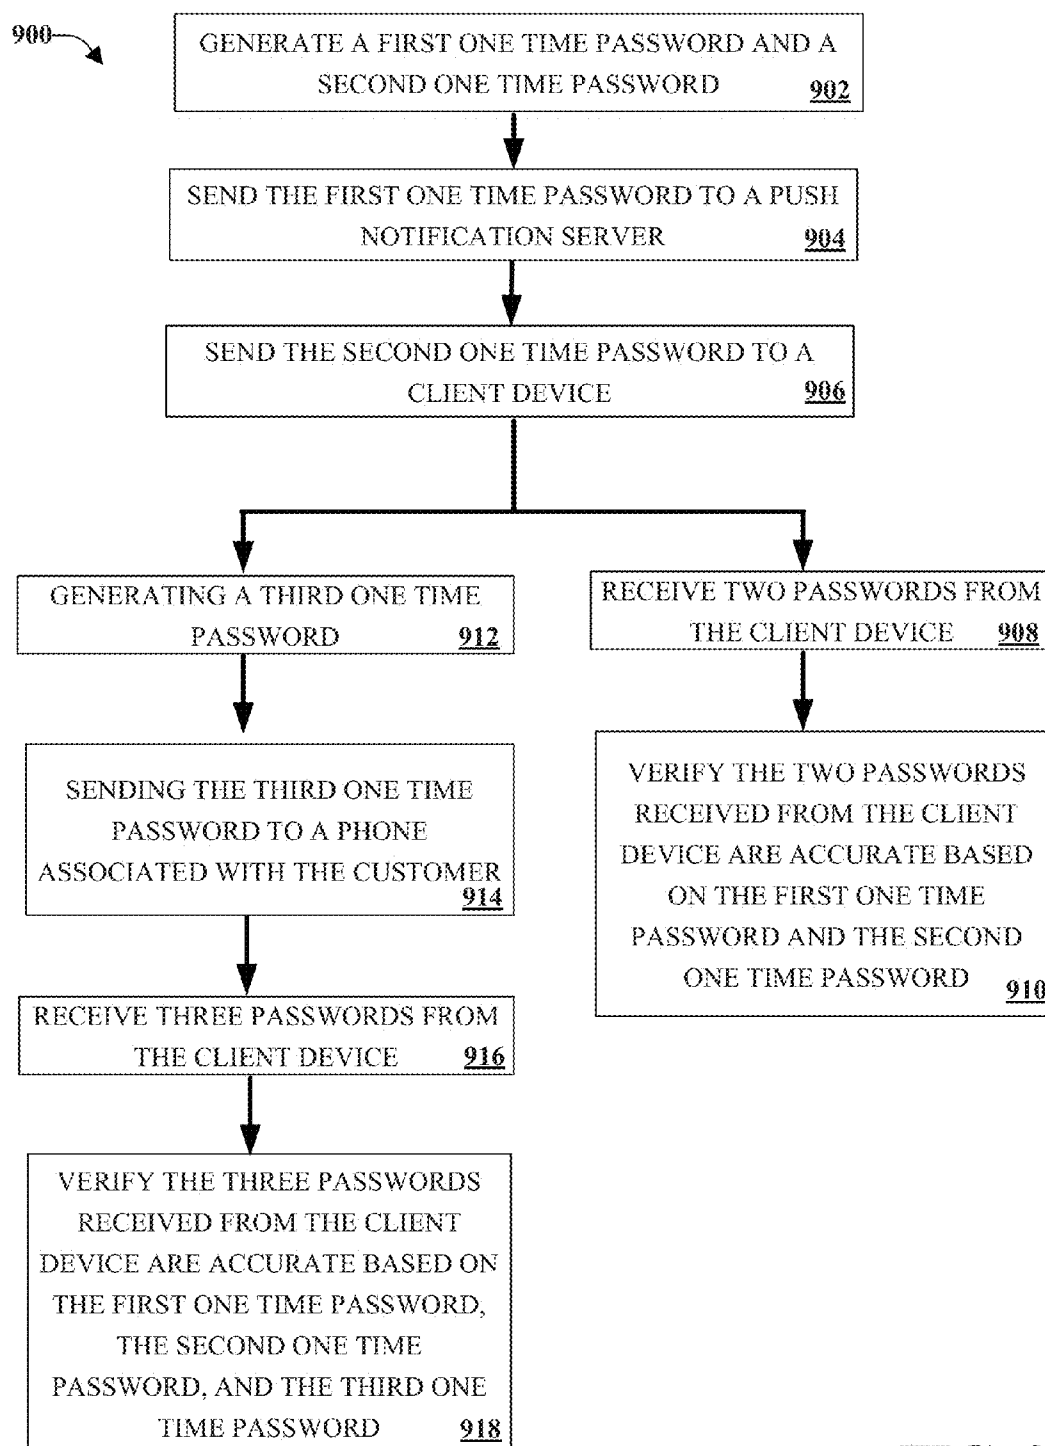 900
GENERATE A FIRST ONE TIME PASSWORD AND A
SECOND ONE TIME PASSWORD
902
SEND THE FIRST ONE TIME PASSWORD TO A PUSH
NOTIFICATION SERVER
904
SEND THE SECOND ONE TIME PASSWORD TO A
CLIENT DEVICE
906
GENERATING A THIRD ONE TIME
PASSWORD
912
SENDING THE THIRD ONE TIME
PASSWORD TO A PHONE
ASSOCIATED WITH THE CUSTOMER
914
RECEIVE THREE PASSWORDS FROM
THE CLIENT DEVICE
916
VERIFY THE THREE PASSWORDS
RECEIVED FROM THE CLIENT
DEVICE ARE ACCURATE BASED ON
THE FIRST ONE TIME PASSWORD,
THE SECOND ONE TIME
PASSWORD, AND THE THIRD ONE
TIME PASSWORD
918
RECEIVE TWO PASSWORDS FROM
THE CLIENT DEVICE
908
VERIFY THE TWO PASSWORDS
RECEIVED FROM THE CLIENT
DEVICE ARE ACCURATE BASED
ON THE FIRST ONE TIME
PASSWORD AND THE SECOND
ONE TIME PASSWORD
910